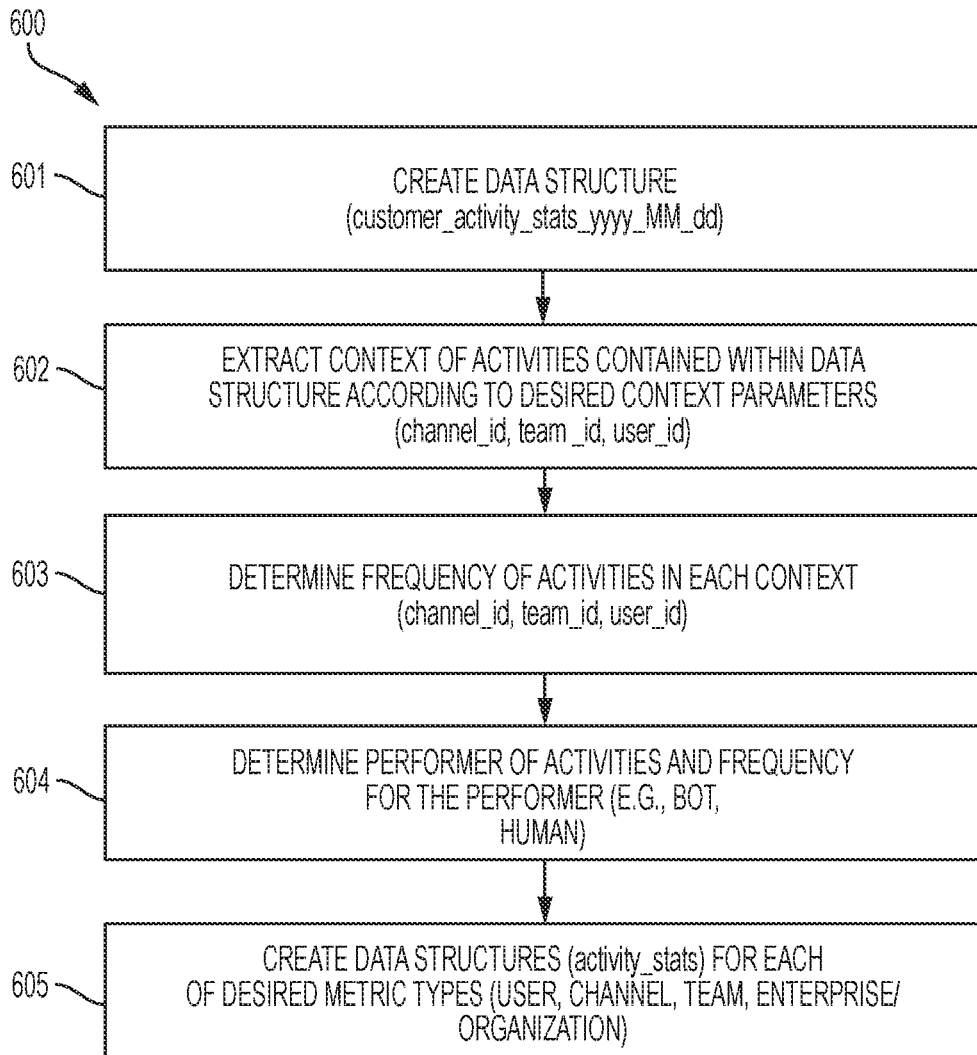 600
601
CREATE DATA STRUCTURE
(customer_activity_stats_yyyy_MM_dd)
602
EXTRACT CONTEXT OF ACTIVITIES CONTAINED WITHIN DATA
STRUCTURE ACCORDING TO DESIRED CONTEXT PARAMETERS
(channel_id, team_id, user_id)
603
DETERMINE FREQUENCY OF ACTIVITIES IN EACH CONTEXT
(channel_id, team_id, user_id)
604
DETERMINE PERFORMER OF ACTIVITIES AND FREQUENCY
FOR THE PERFORMER (E.G., BOT,
HUMAN)
605
CREATE DATA STRUCTURES (activity_stats) FOR EACH
OF DESIRED METRIC TYPES (USER, CHANNEL, TEAM, ENTERPRISE/
ORGANIZATION)